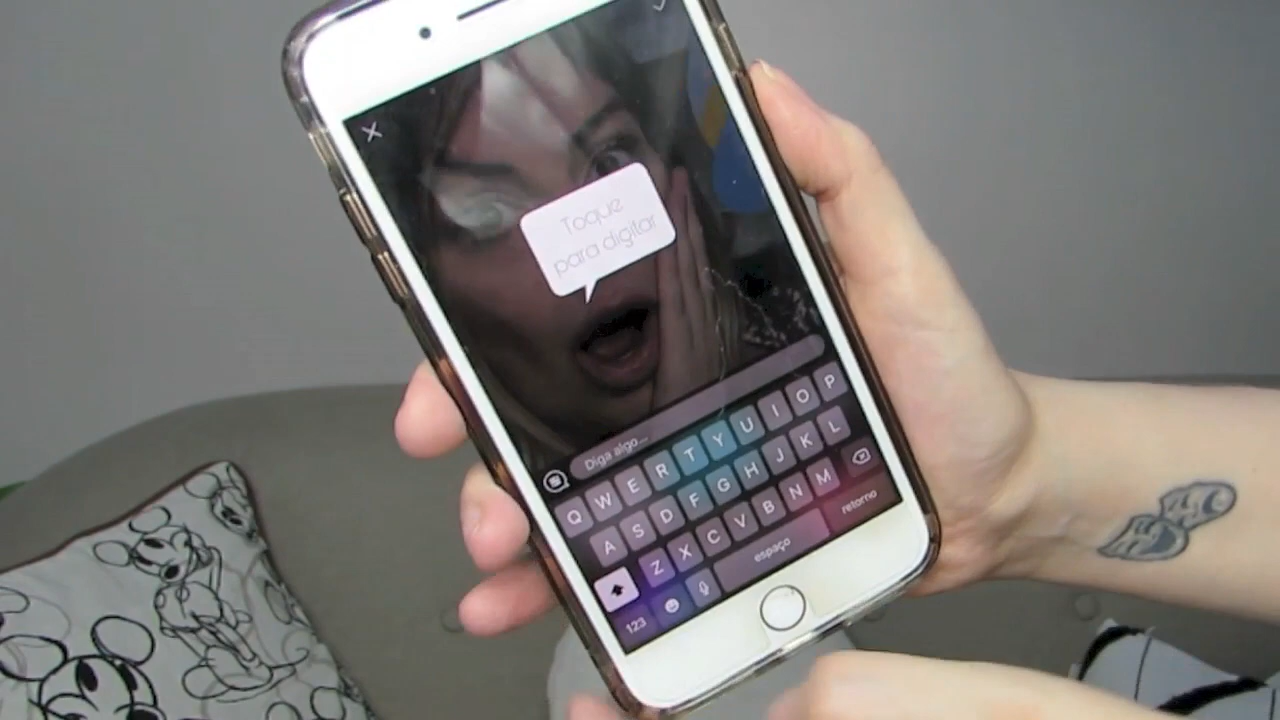 Toque
para digitar
Diga algo...
Q W E R T Y U I O P
A S D F G H J K L
Z X C V B N M
123 espaço retorno